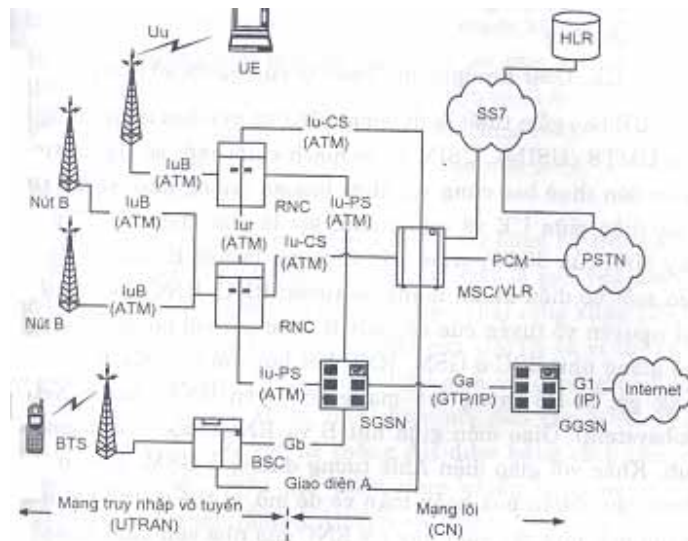 Uu
UE
HLR
SS7
Iu-CS
(ATM)
IuB
(ATM)
RNC
Iu-PS
(ATM)
Nút B
IuB
(ATM)
Iur
(ATM)
Iu-CS
(ATM)
PCM
PSTN
MSC/VLR
Nút B
IuB
(ATM)
RNC
Iu-PS
(ATM)
Ga
(GTP/IP)
G1
(IP)
Internet
SGSN
GGSN
BTS
BSC
Gb
Giao diện A
Mạng truy nhập vô tuyến
(UTRAN)
Mạng lõi
(CN)